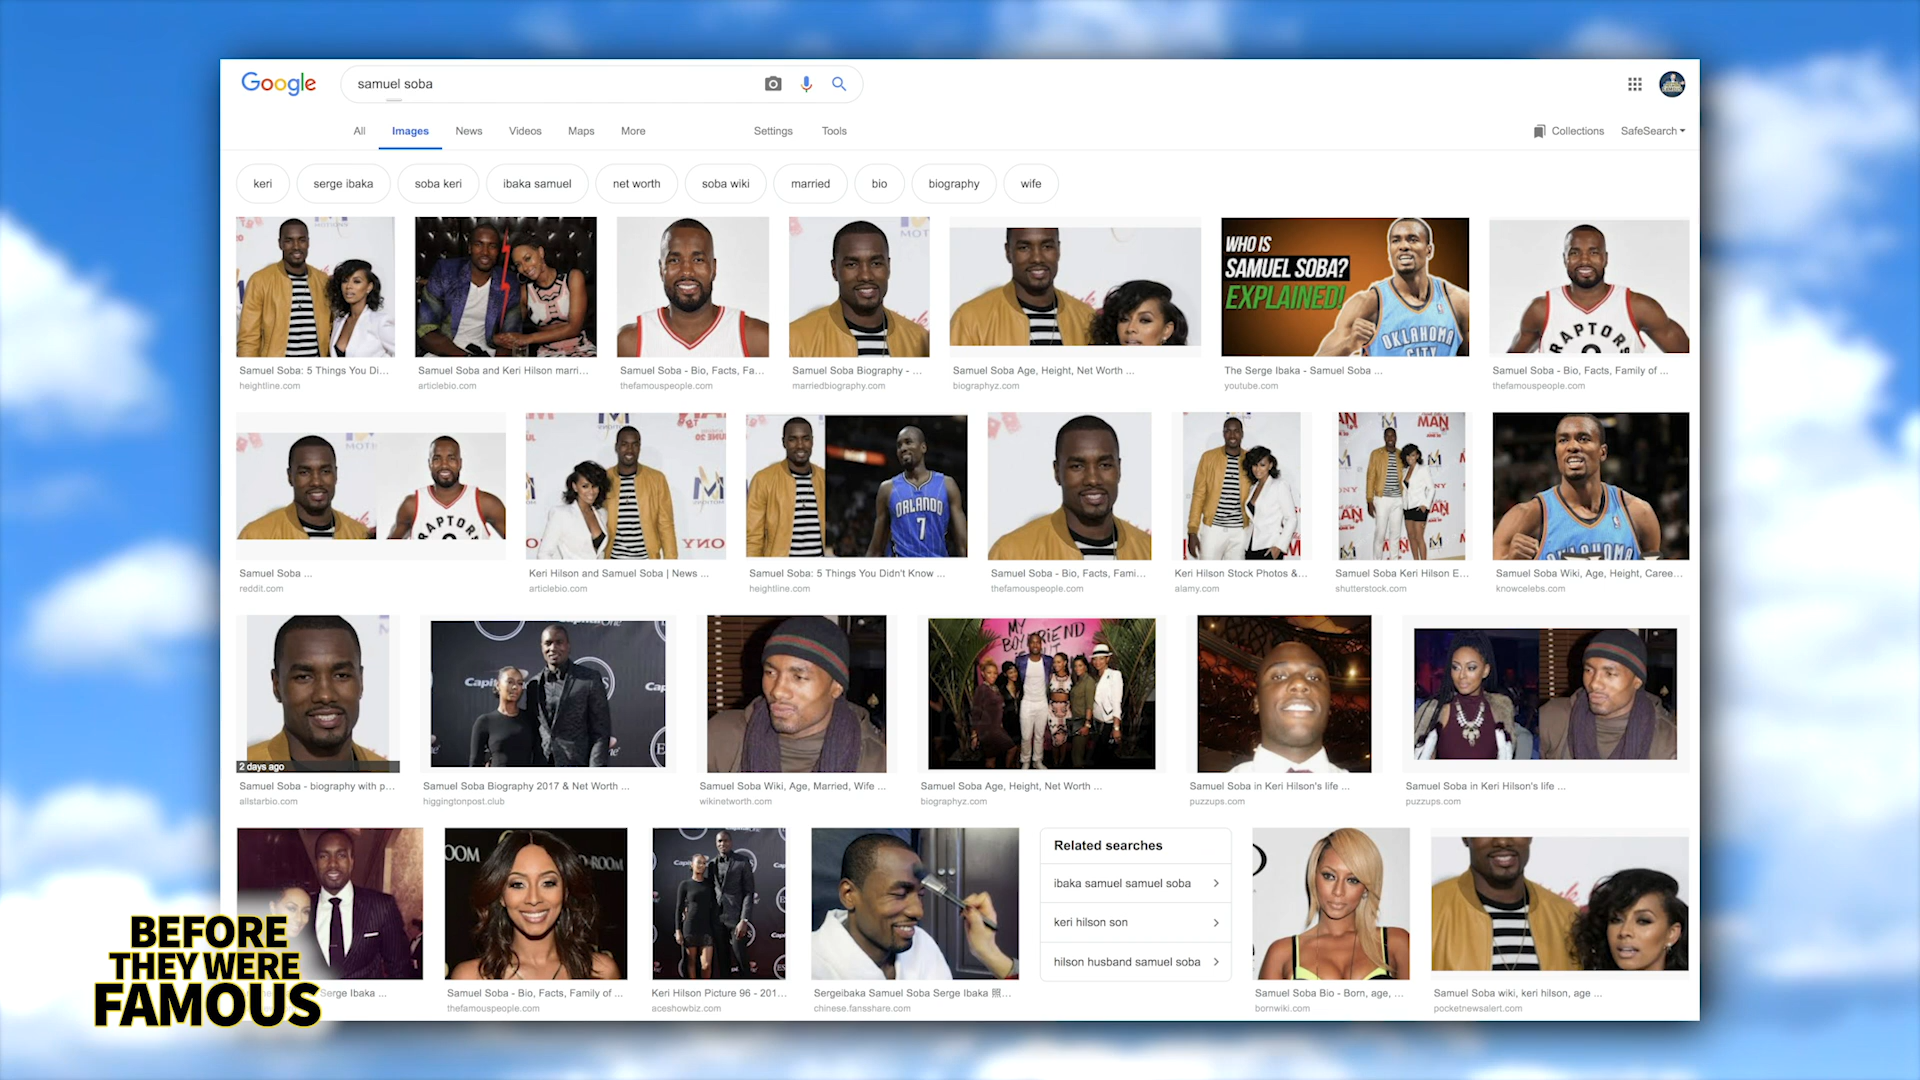 Google
samuel soba
All Images News Videos Maps More Settings Tools
Collections SafeSearch
keri serge ibaka soba keri ibaka samuel net worth soba wiki married bio biography wife
WHO IS
SAMUEL SOBA?
EXPLAINED!
OKLAHOMA
CITY
RAPTORS
Samuel Soba: 5 Things You Di...
heightline.com
Samuel Soba and Keri Hilson marri...
articlebio.com
Samuel Soba - Bio, Facts, Fa...
thefamouspeople.com
Samuel Soba Biography - ...
marriedbiography.com
Samuel Soba Age, Height, Net Worth ...
biographyz.com
The Serge Ibaka - Samuel Soba ...
youtube.com
Samuel Soba - Bio, Facts, Family of ...
thefamouspeople.com
RAPTORS
ORLANDO
7
MAN
OKLAHOMA
Samuel Soba ...
reddit.com
Keri Hilson and Samuel Soba | News ...
articlebio.com
Samuel Soba: 5 Things You Didn't Know ...
heightline.com
Samuel Soba - Bio, Facts, Fami...
thefamouspeople.com
Keri Hilson Stock Photos &...
alamy.com
Samuel Soba Keri Hilson E...
shutterstock.com
Samuel Soba Wiki, Age, Height, Caree...
knowcelebs.com
2 days ago
MY
BOYFRIEND
Samuel Soba - biography with p...
allstarbio.com
Samuel Soba Biography 2017 & Net Worth ...
higgingtonpost.club
Samuel Soba Wiki, Age, Married, Wife ...
wikinetworth.com
Samuel Soba Age, Height, Net Worth ...
biographyz.com
Samuel Soba in Keri Hilson's life ...
puzzups.com
Samuel Soba in Keri Hilson's life ...
puzzups.com
Related searches
ibaka samuel samuel soba
keri hilson son
hilson husband samuel soba
Serge Ibaka ...
Samuel Soba - Bio, Facts, Family of ...
thefamouspeople.com
Keri Hilson Picture 96 - 201...
aceshowbiz.com
Sergeibaka Samuel Soba Serge Ibaka 照...
chinese.fansshare.com
Samuel Soba Bio - Born, age, ...
bornwiki.com
Samuel Soba wiki, keri hilson, age ...
pocketnewsalert.com
BEFORE
THEY WERE
FAMOUS